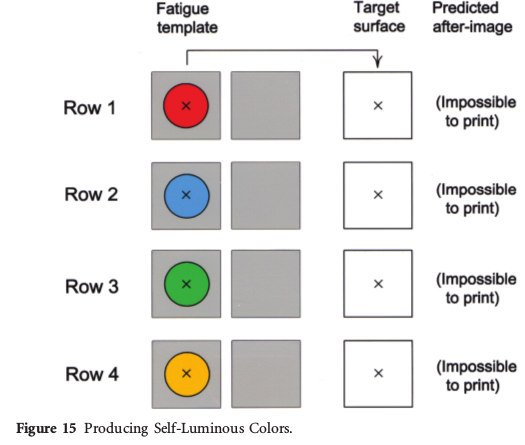 Fatigue
template
Target
surface
Predicted
after-image
Row 1
×
×
(Impossible
to print)
Row 2
×
×
(Impossible
to print)
Row 3
×
×
(Impossible
to print)
Row 4
×
×
(Impossible
to print)
Figure 15 Producing Self-Luminous Colors.